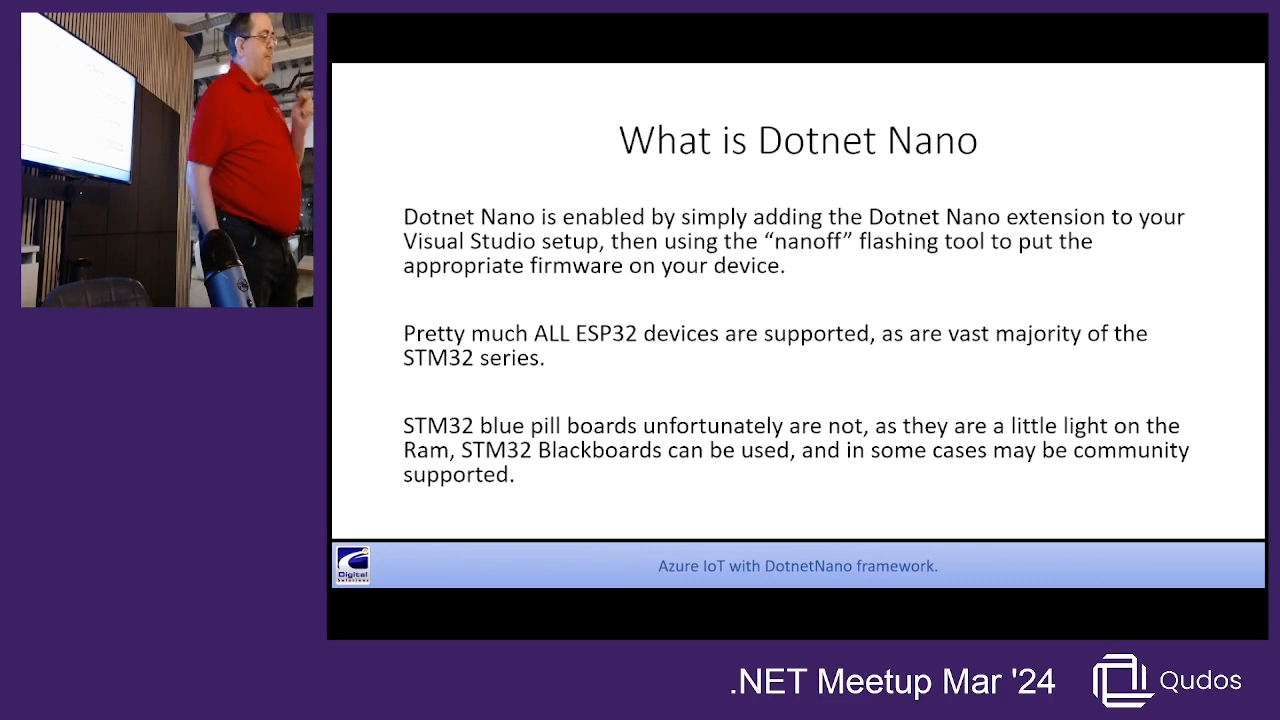 What is Dotnet Nano
Dotnet Nano is enabled by simply adding the Dotnet Nano extension to your
Visual Studio setup, then using the “nanoff” flashing tool to put the
appropriate firmware on your device.
Pretty much ALL ESP32 devices are supported, as are vast majority of the
STM32 series.
STM32 blue pill boards unfortunately are not, as they are a little light on the
Ram, STM32 Blackboards can be used, and in some cases may be community
supported.
Digital
Solutions
Azure IoT with DotnetNano framework.
.NET Meetup Mar '24
Qudos